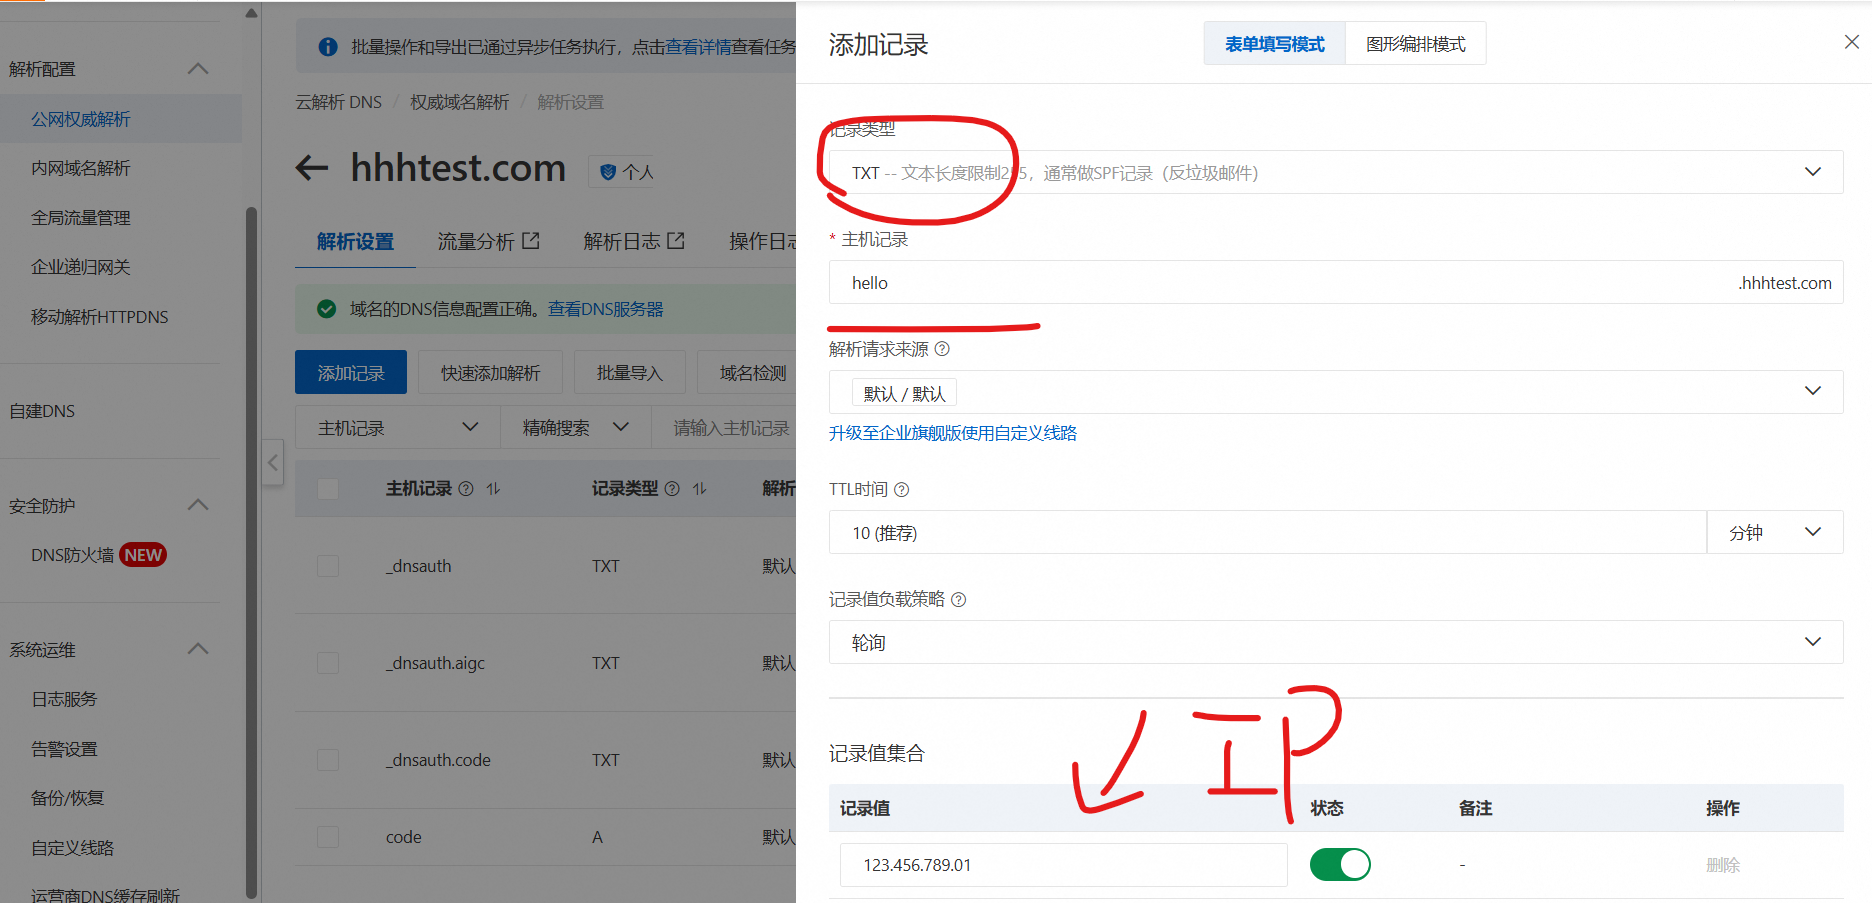 解析配置
公网权威解析
内网域名解析
全局流量管理
企业递归网关
移动解析HTTPDNS
自建DNS
安全防护
DNS防火墙 NEW
系统运维
日志服务
告警设置
备份/恢复
自定义线路
运营商DNS缓存刷新
批量操作和导出已通过异步任务执行，点击查看详情查看任务
云解析 DNS / 权威域名解析 / 解析设置
hhhtest.com 个人
解析设置 流量分析 解析日志 操作日志
域名的DNS信息配置正确。查看DNS服务器
添加记录 快速添加解析 批量导入 域名检测
主机记录 精确搜索 请输入主机记录
主机记录 记录类型 解析
_dnsauth TXT 默认
_dnsauth.aigc TXT 默认
_dnsauth.code TXT 默认
code A 默认
添加记录 表单填写模式 图形编排模式
记录类型
TXT -- 文本长度限制255，通常做SPF记录（反垃圾邮件）
* 主机记录
hello .hhhtest.com
解析请求来源
默认 / 默认
升级至企业旗舰版使用自定义线路
TTL时间
10 (推荐) 分钟
记录值负载策略
轮询
IP
记录值集合
记录值 状态 备注 操作
123.456.789.01 - 删除